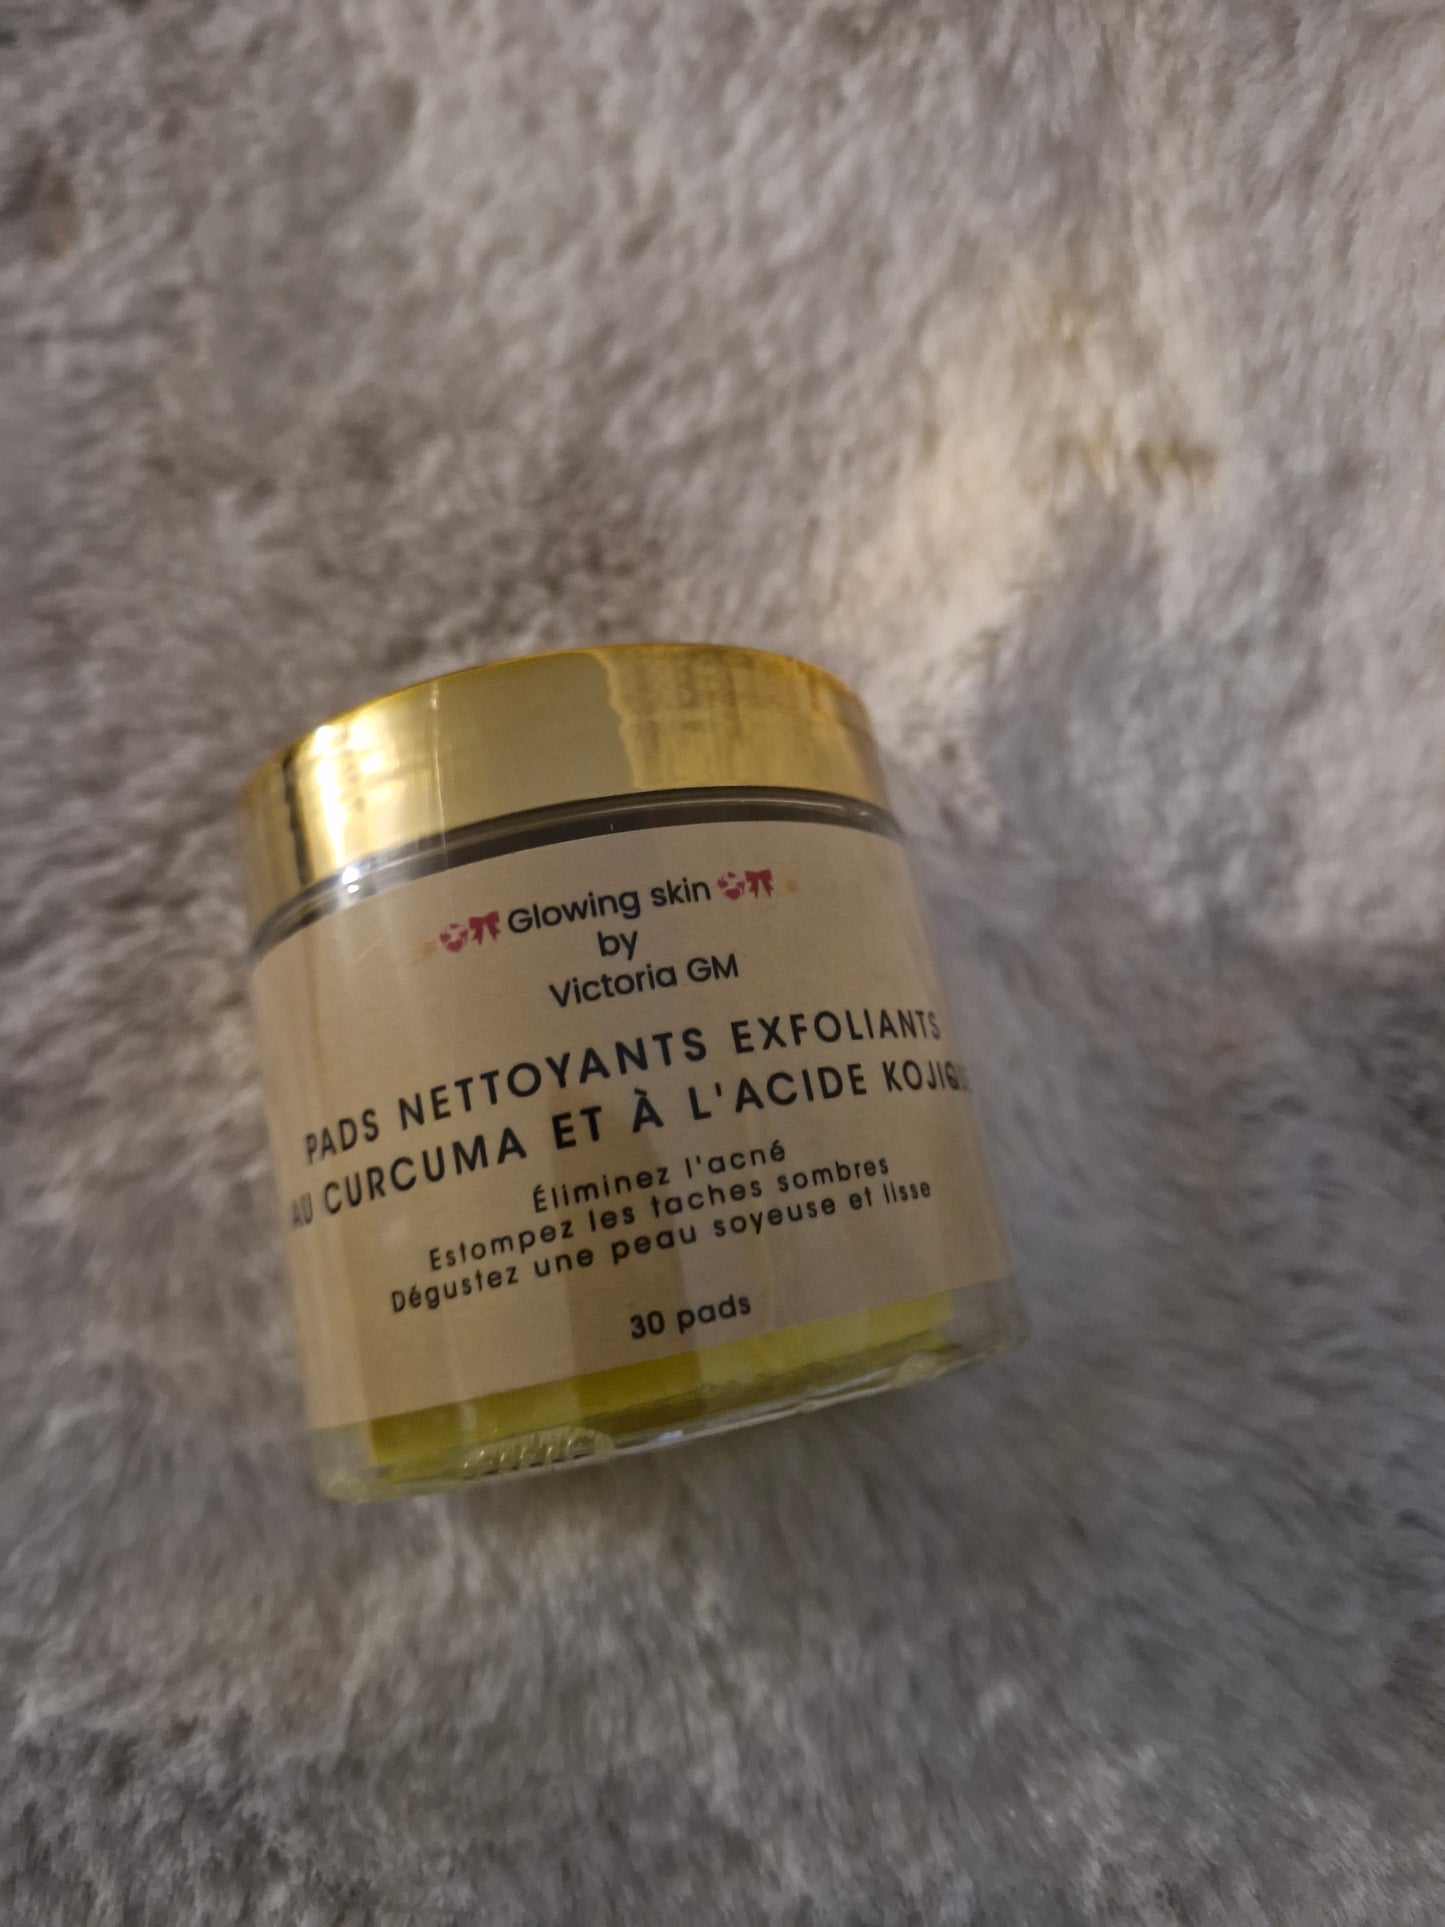 Glowing skin
by
Victoria GM
PADS NETTOYANTS EXFOLIANTS
AU CURCUMA ET À L'ACIDE KOJIQUE
Éliminez l'acné
Estompez les taches sombres
Dégustez une peau soyeuse et lisse
30 pads